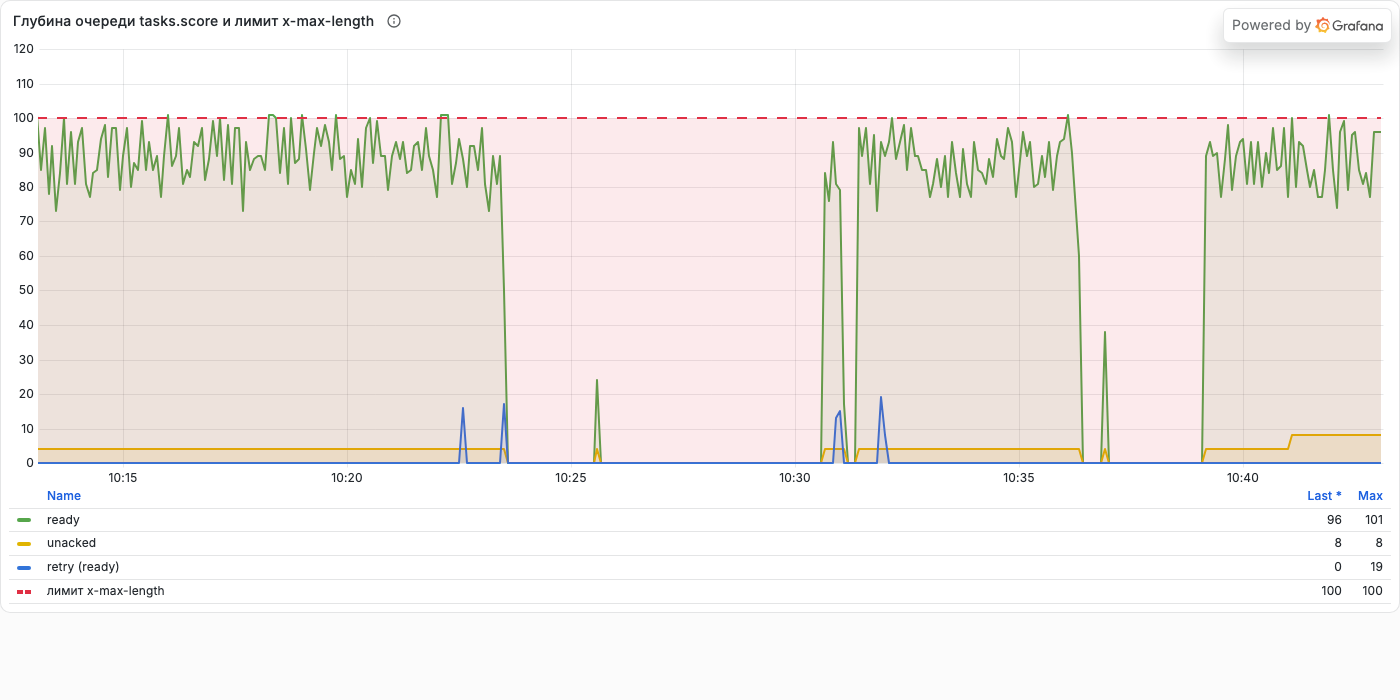 Глубина очереди tasks.score и лимит x-max-length
Powered by Grafana
120
110
100
90
80
70
60
50
40
30
20
10
0
10:15 10:20 10:25 10:30 10:35 10:40
Name Last * Max
ready 96 101
unacked 8 8
retry (ready) 0 19
лимит x-max-length 100 100